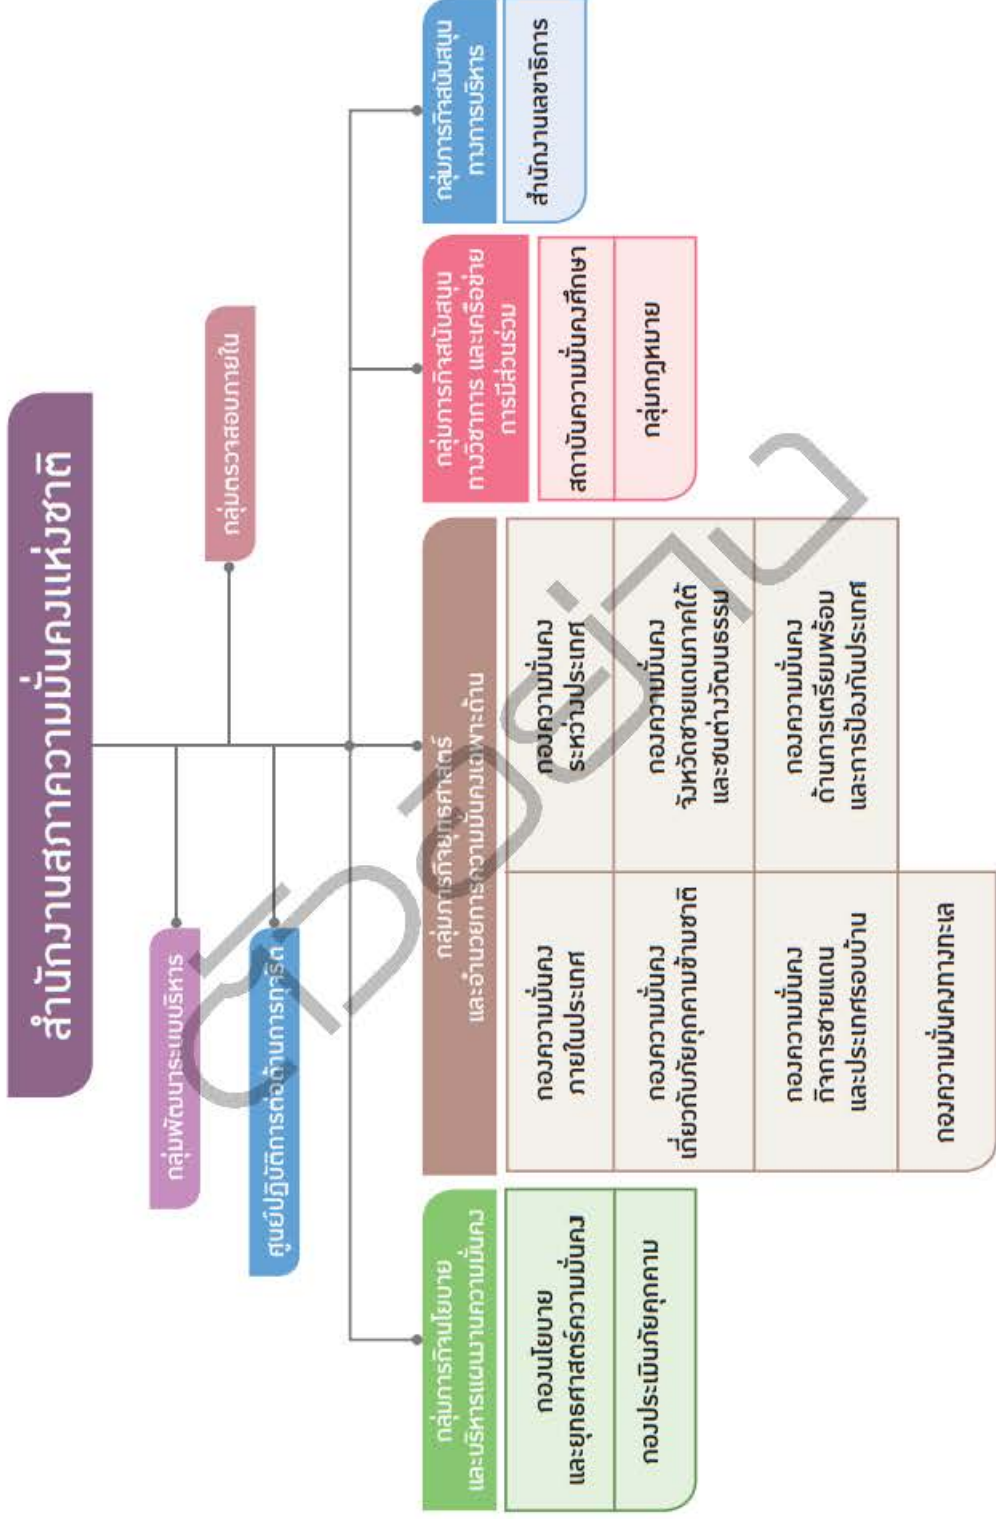 สำนักงานสภาความมั่นคงแห่งชาติ
กลุ่มพัฒนาระบบบริหาร
กลุ่มตรวจสอบภายใน
ศูนย์ปฏิบัติการต่อต้านการทุจริต
กลุ่มภารกิจนโยบาย
และบริหารแผนงานความมั่นคง
กองนโยบาย
และยุทธศาสตร์ความมั่นคง
กองประเมินภัยคุกคาม
กลุ่มภารกิจยุทธศาสตร์
และอำนวยการความมั่นคงเฉพาะด้าน
กองความมั่นคง
ภายในประเทศ
กองความมั่นคง
ระหว่างประเทศ
กองความมั่นคง
เกี่ยวกับภัยคุกคามข้ามชาติ
กองความมั่นคง
จังหวัดชายแดนภาคใต้
และชนต่างวัฒนธรรม
กองความมั่นคง
กิจการชายแดน
และประเทศรอบบ้าน
กองความมั่นคง
ด้านการเตรียมพร้อม
และการป้องกันประเทศ
กองความมั่นคงทางทะเล
กลุ่มภารกิจสนับสนุน
ทางวิชาการ และเครือข่าย
การมีส่วนร่วม
สถาบันความมั่นคงศึกษา
กลุ่มกฎหมาย
กลุ่มภารกิจสนับสนุน
ทางการบริหาร
สำนักงานเลขาธิการ
ตัวอย่าง